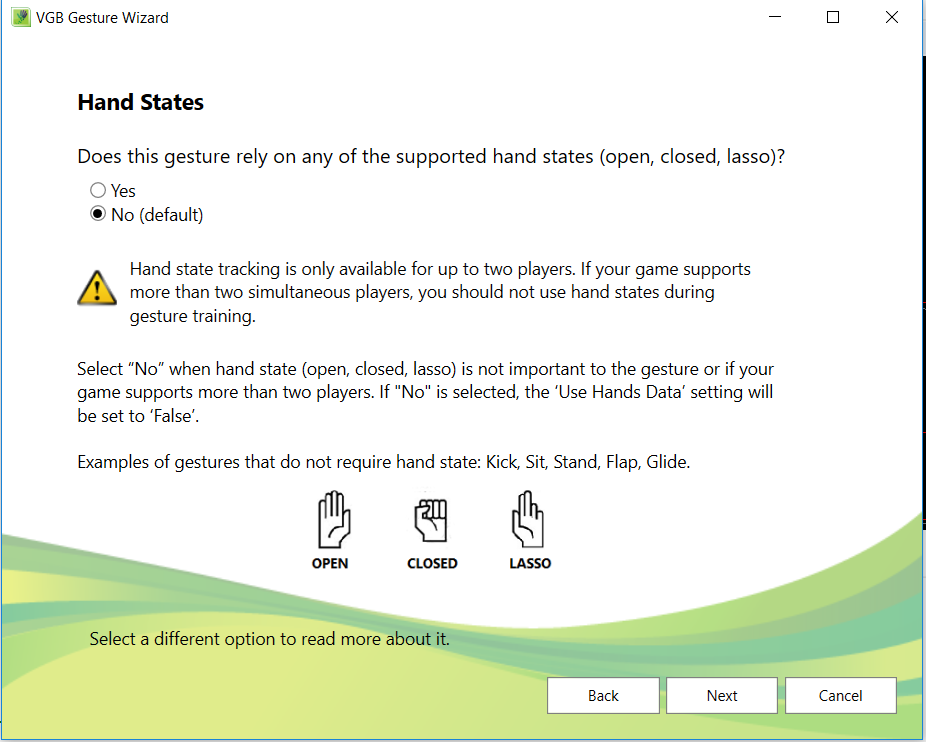 VGB Gesture Wizard
Hand States
Does this gesture rely on any of the supported hand states (open, closed, lasso)?
Yes
No (default)
Hand state tracking is only available for up to two players. If your game supports
more than two simultaneous players, you should not use hand states during
gesture training.
Select “No” when hand state (open, closed, lasso) is not important to the gesture or if your
game supports more than two players. If "No" is selected, the ‘Use Hands Data’ setting will
be set to ‘False’.
Examples of gestures that do not require hand state: Kick, Sit, Stand, Flap, Glide.
OPEN CLOSED LASSO
Select a different option to read more about it.
Back Next Cancel